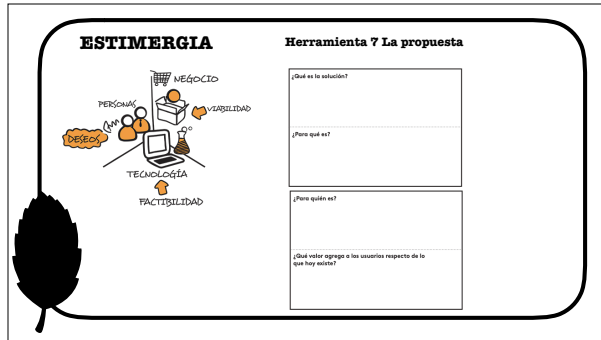 ESTIMERGIA
NEGOCIO
PERSONAS
VIABILIDAD
DESEOS
TECNOLOGÍA
FACTIBILIDAD
Herramienta 7 La propuesta
¿Qué es la solución?
¿Para qué es?
¿Para quién es?
¿Qué valor agrega a los usuarios respecto de lo
que hoy existe?